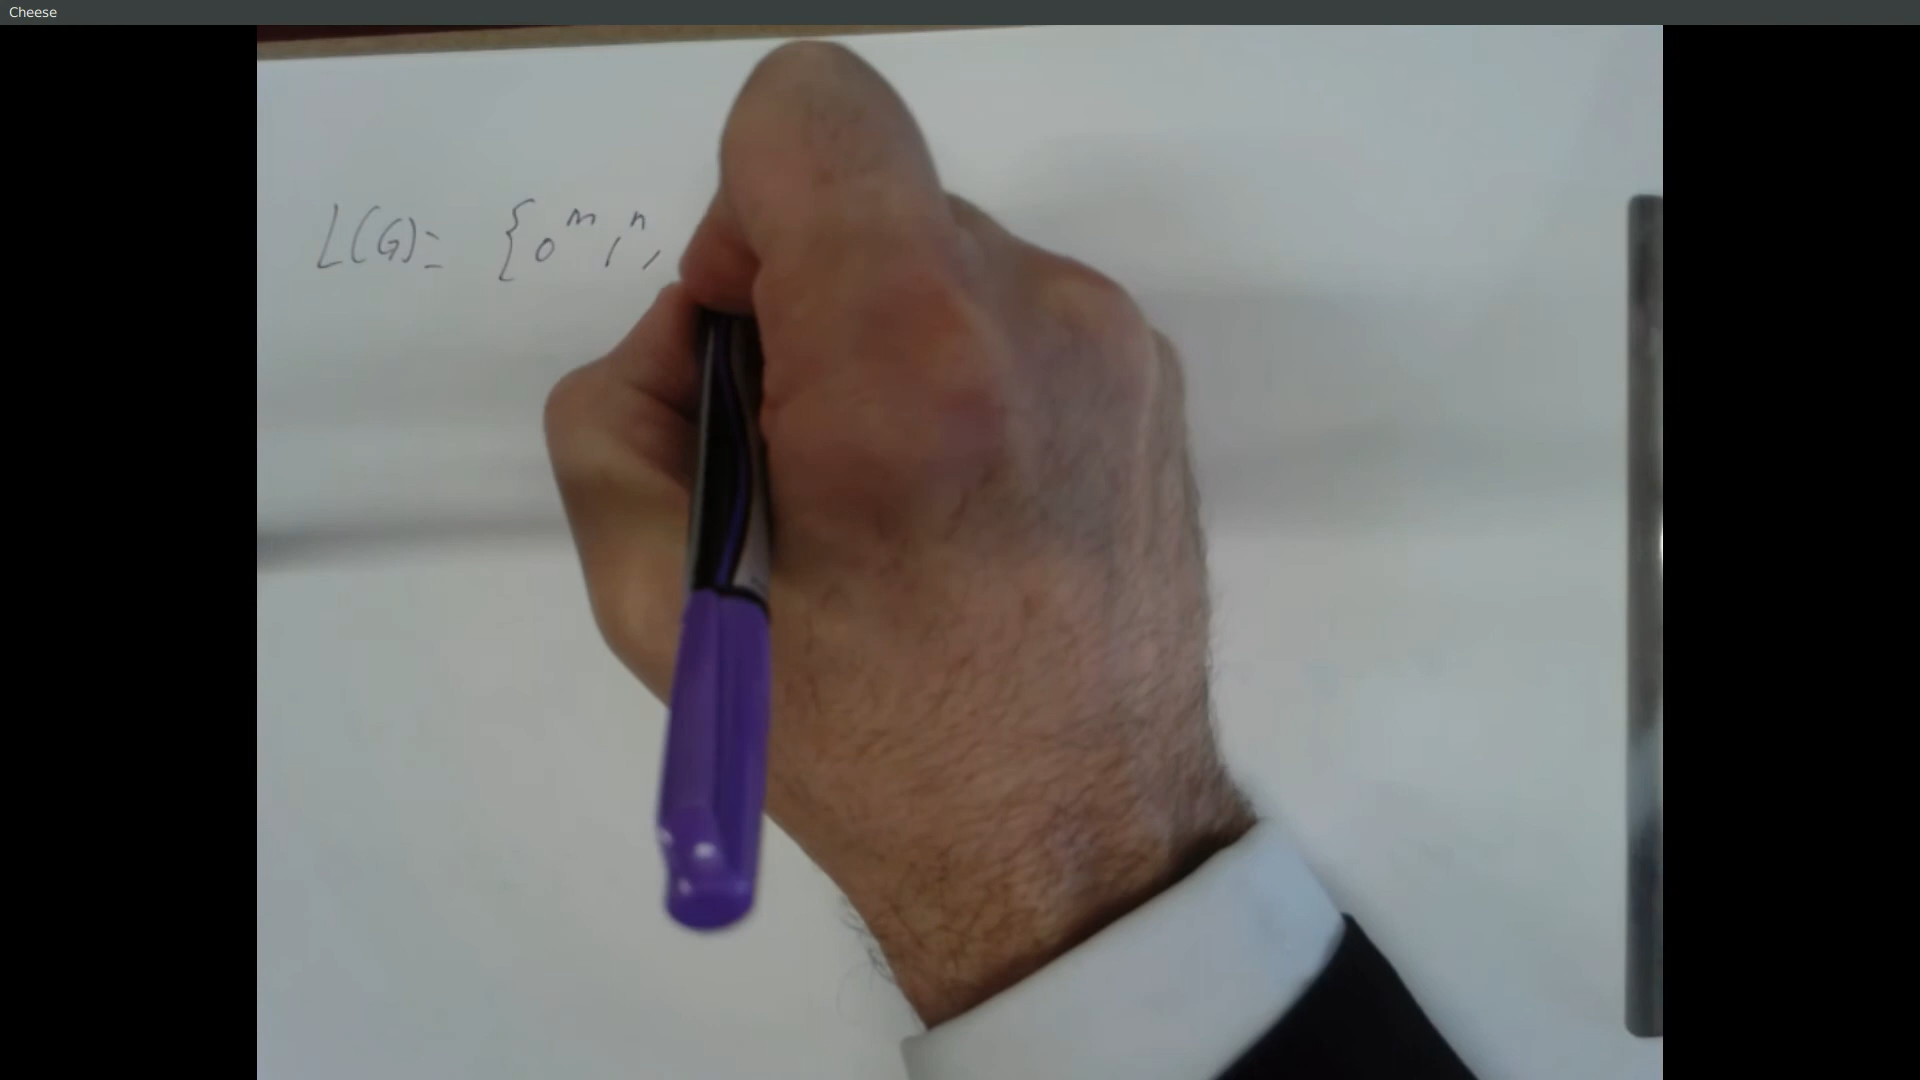 Cheese
L(G)= {0^m 1^n,